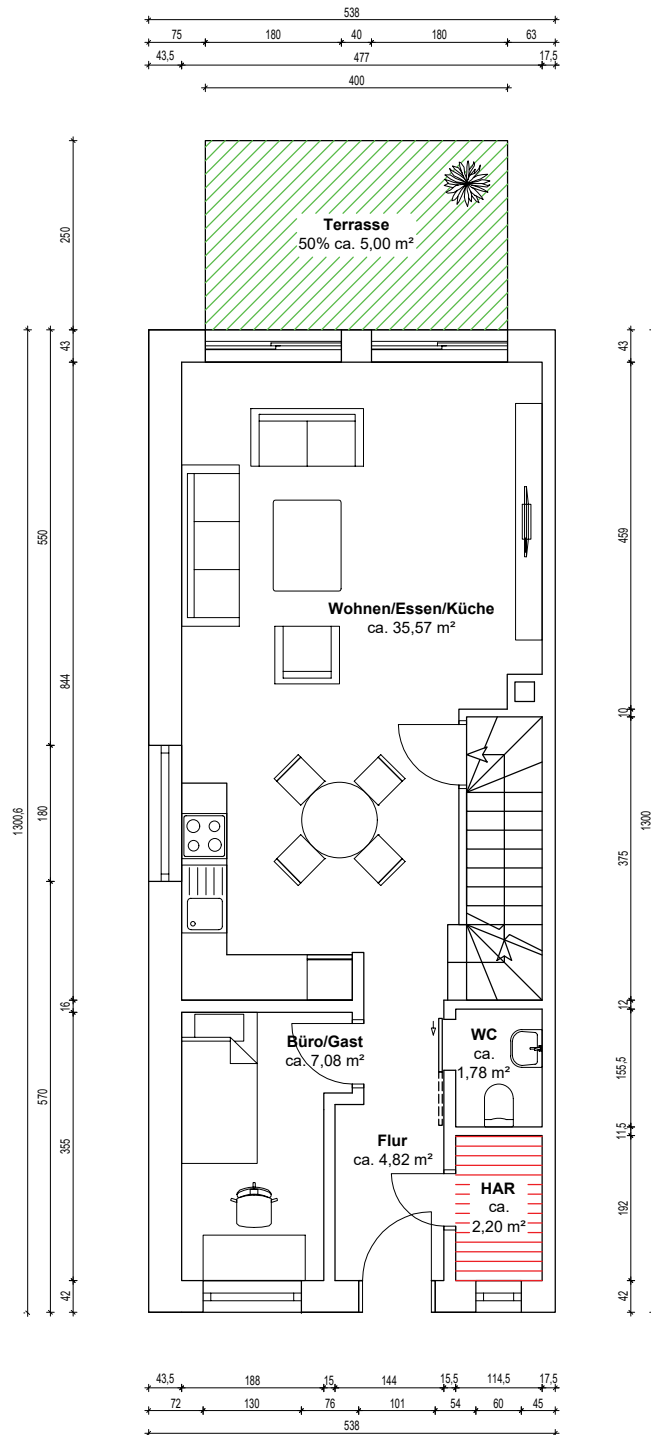 538
75 180 40 180 63
43,5 477 17,5
400
250
Terrasse
50% ca. 5,00 m²
43
43
550
459
Wohnen/Essen/Küche
ca. 35,57 m²
844
10
1300,6
180
1300
375
16
12
Büro/Gast
ca. 7,08 m²
WC
ca.
1,78 m²
155,5
570
11,5
355
Flur
ca. 4,82 m²
HAR
ca.
2,20 m²
192
42
42
43,5 188 15 144 15,5 114,5 17,5
72 130 76 101 54 60 45
538